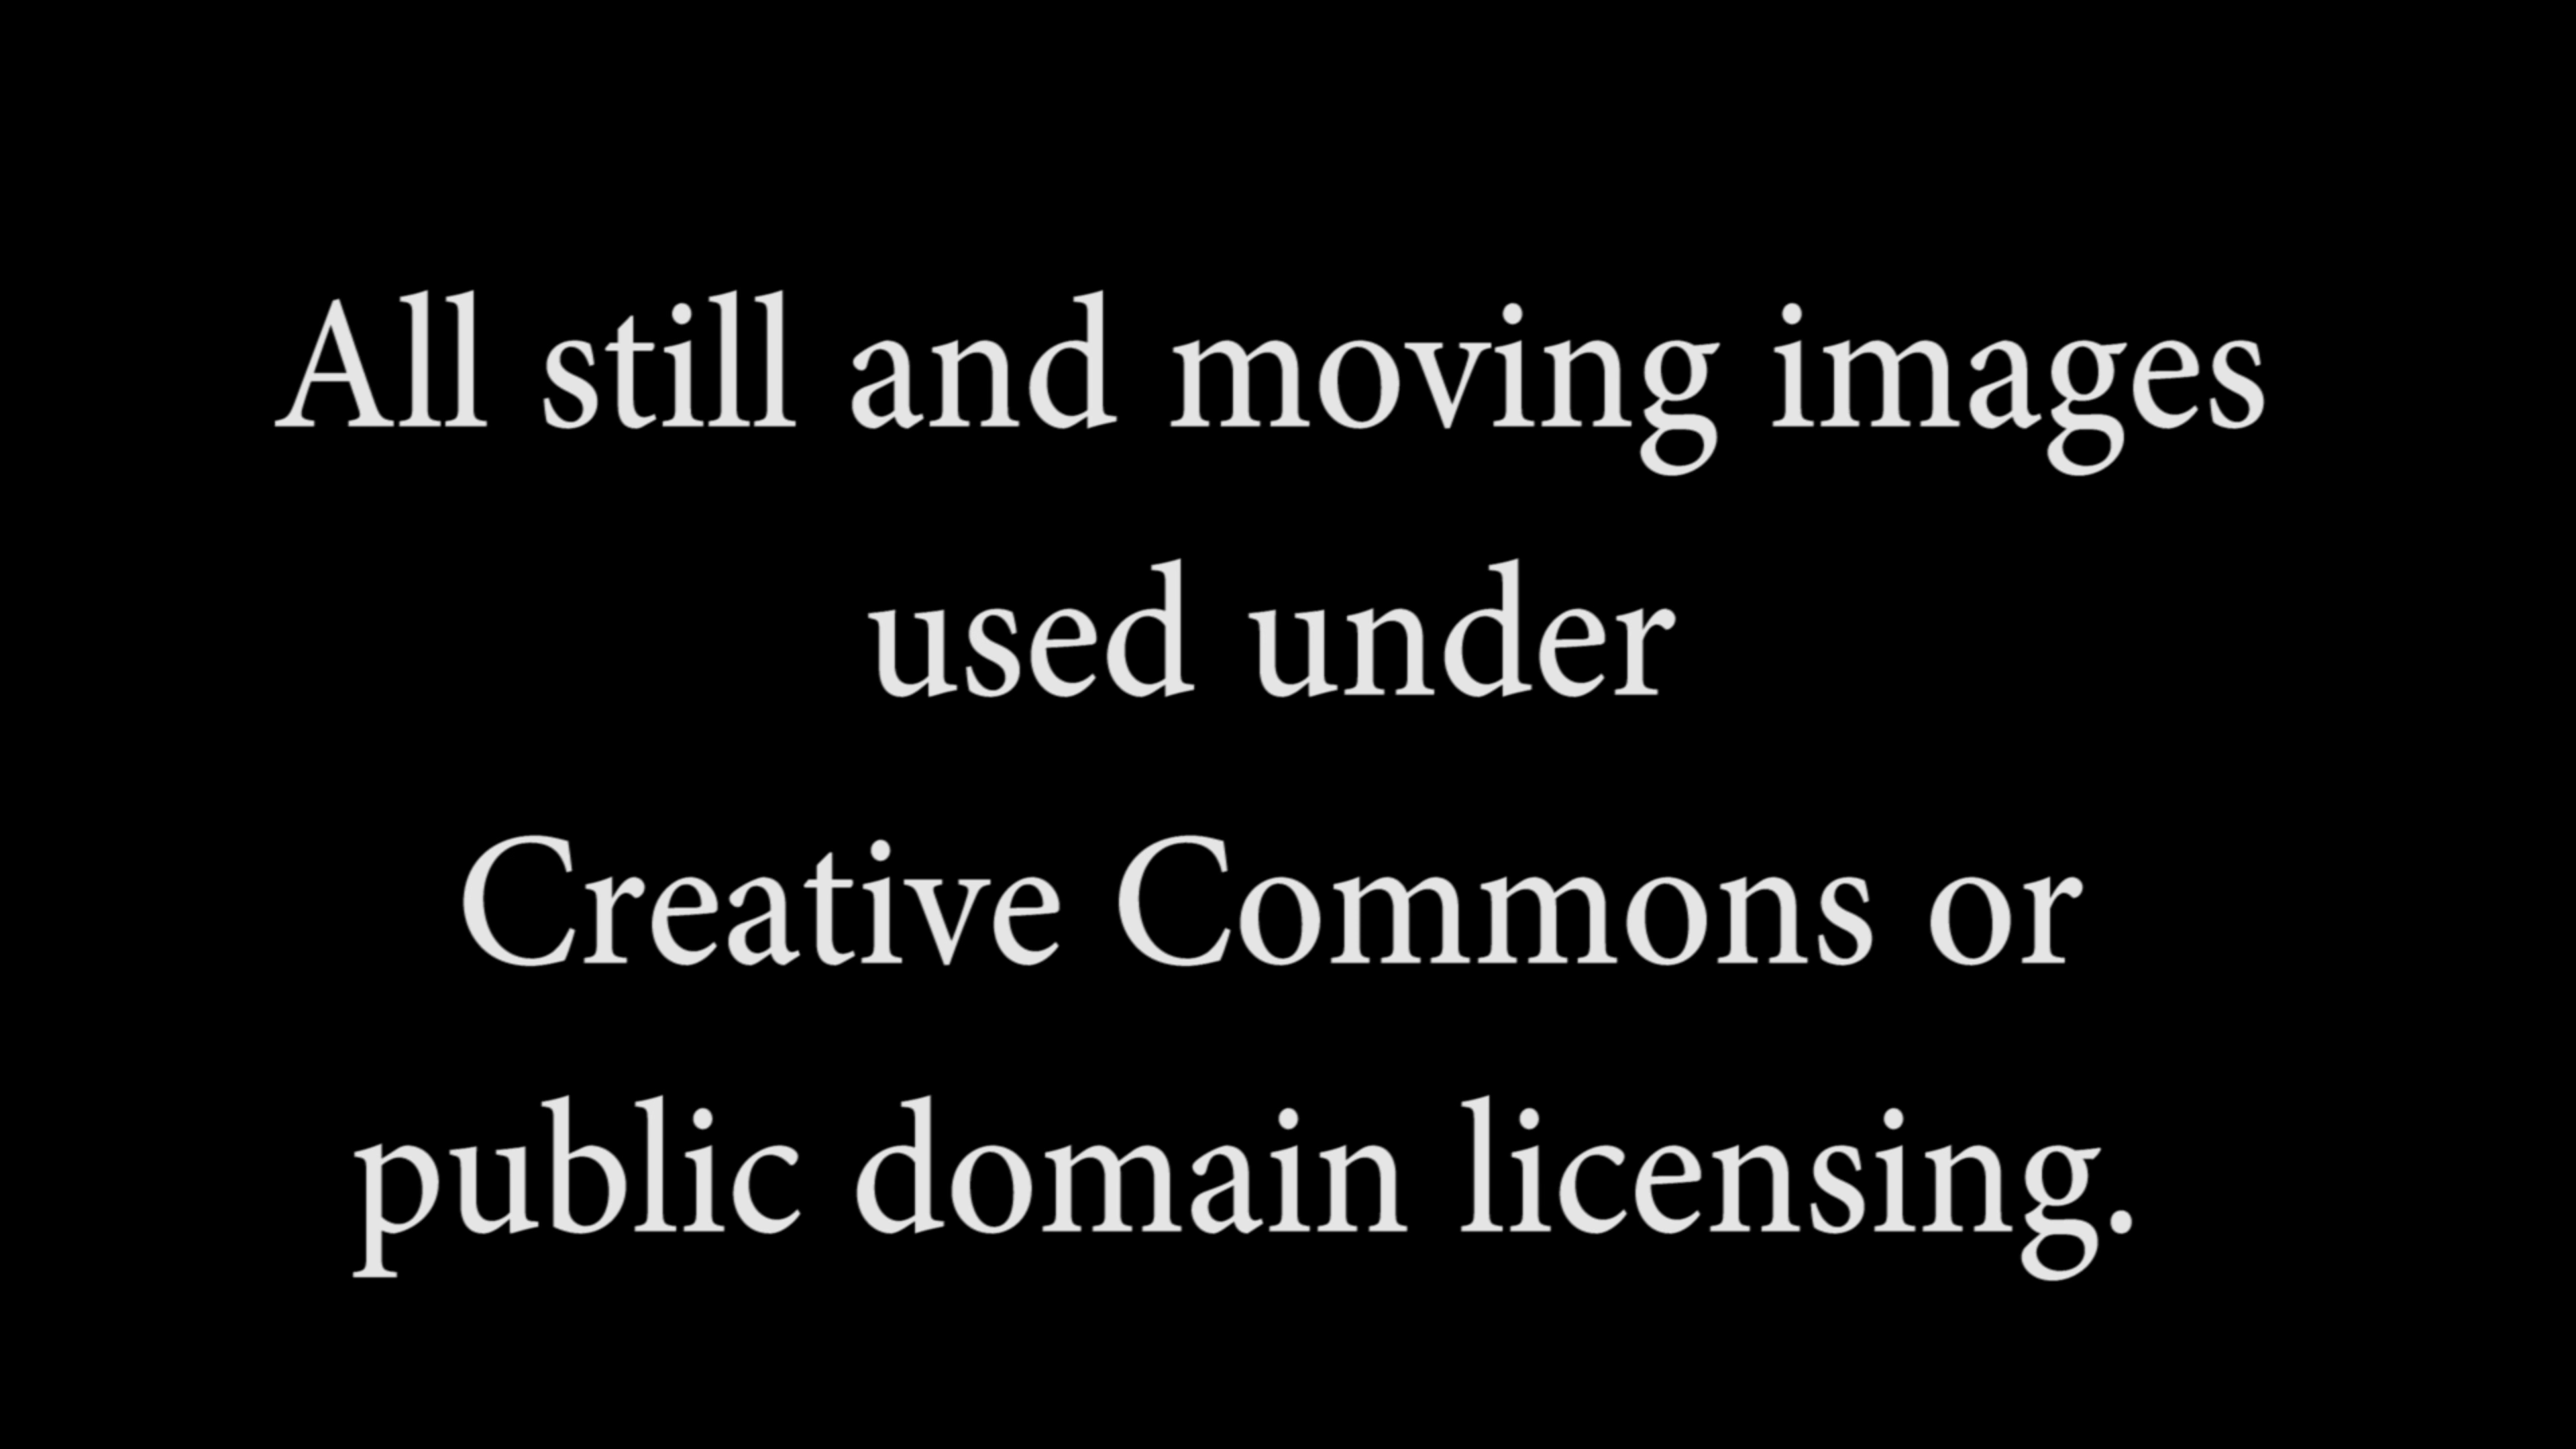 All still and moving images
used under
Creative Commons or
public domain licensing.